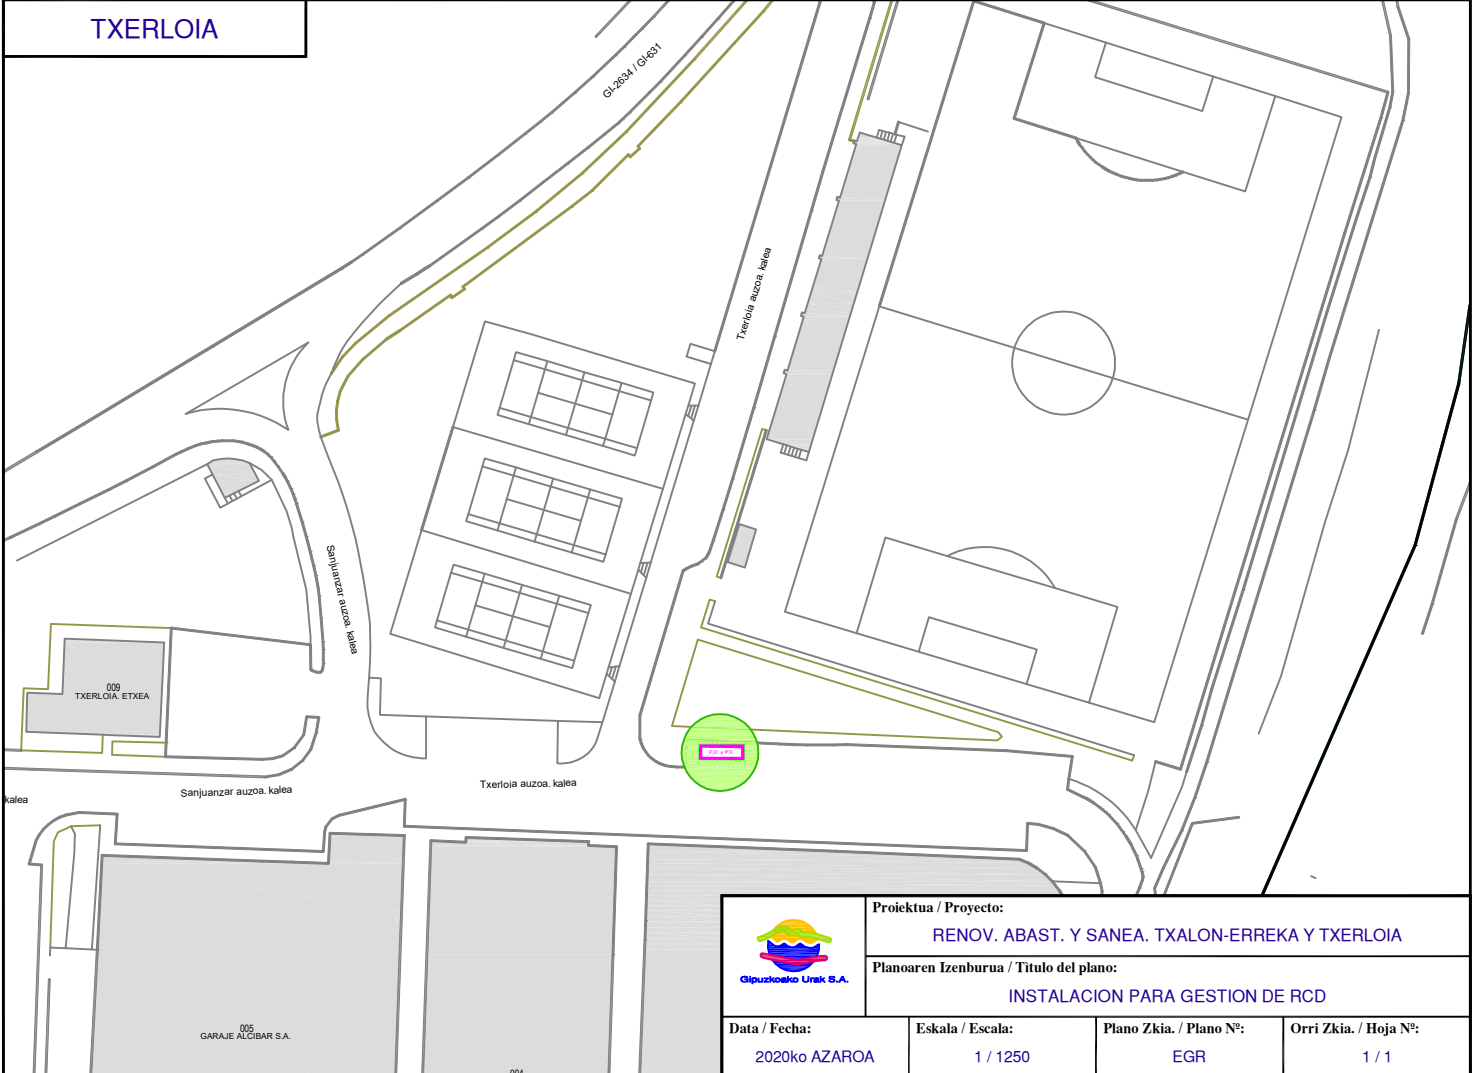 TXERLOIA
GI-2634 / GI-631
Txerloia auzoa. kalea
Sanjuanzar auzoa. kalea
009
TXERLOIA. ETXEA
Txerloia auzoa. kalea
Sanjuanzar auzoa. kalea
kalea
005
GARAJE ALCIBAR S.A.
004
Gipuzkoako Urak S.A.
Proiektua / Proyecto:
RENOV. ABAST. Y SANEA. TXALON-ERREKA Y TXERLOIA
Planoaren Izenburua / Titulo del plano:
INSTALACION PARA GESTION DE RCD
Data / Fecha:
2020ko AZAROA
Eskala / Escala:
1 / 1250
Plano Zkia. / Plano Nº:
EGR
Orri Zkia. / Hoja Nº:
1 / 1